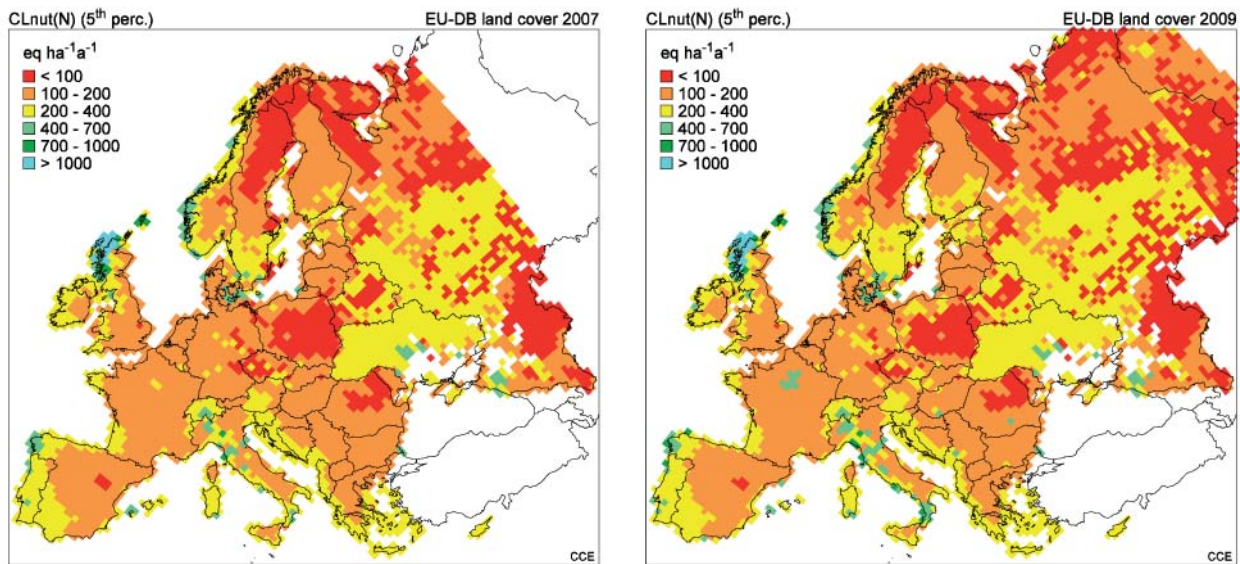 CLnut(N) (5th perc.) EU-DB land cover 2007
eq ha⁻¹a⁻¹
< 100
100 - 200
200 - 400
400 - 700
700 - 1000
> 1000
CCE
CLnut(N) (5th perc.) EU-DB land cover 2009
eq ha⁻¹a⁻¹
< 100
100 - 200
200 - 400
400 - 700
700 - 1000
> 1000
CCE